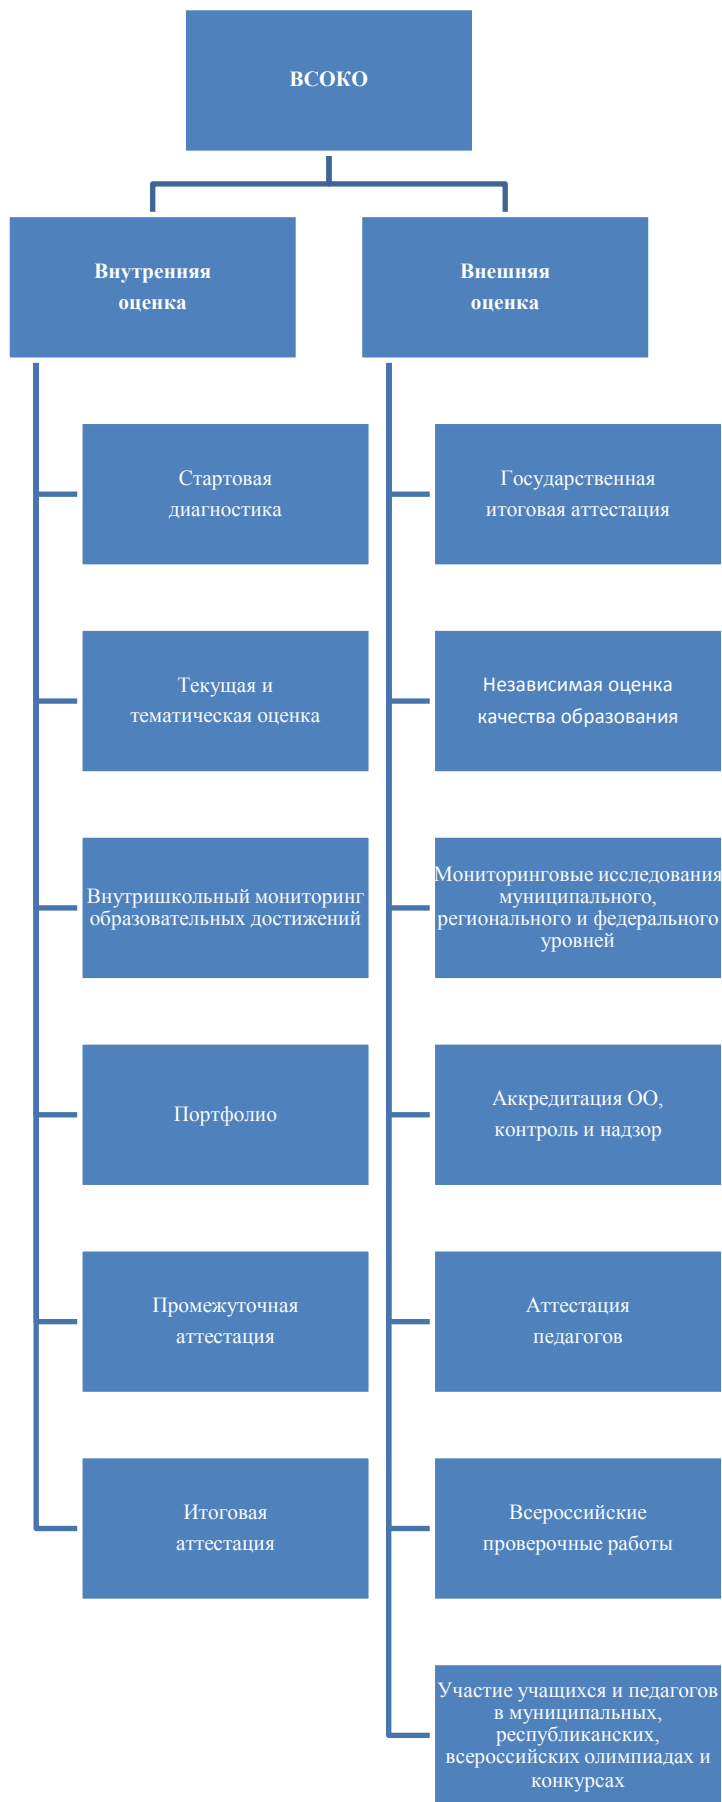 ВСОКО
Внутренняя
оценка
Внешняя
оценка
Стартовая
диагностика
Текущая и
тематическая оценка
Внутришкольный мониторинг
образовательных достижений
Портфолио
Промежуточная
аттестация
Итоговая
аттестация
Государственная
итоговая аттестация
Независимая оценка
качества образования
Мониторинговые исследования
муниципального,
регионального и федерального
уровней
Аккредитация ОО,
контроль и надзор
Аттестация
педагогов
Всероссийские
проверочные работы
Участие учащихся и педагогов
в муниципальных,
республиканских,
всероссийских олимпиадах и
конкурсах